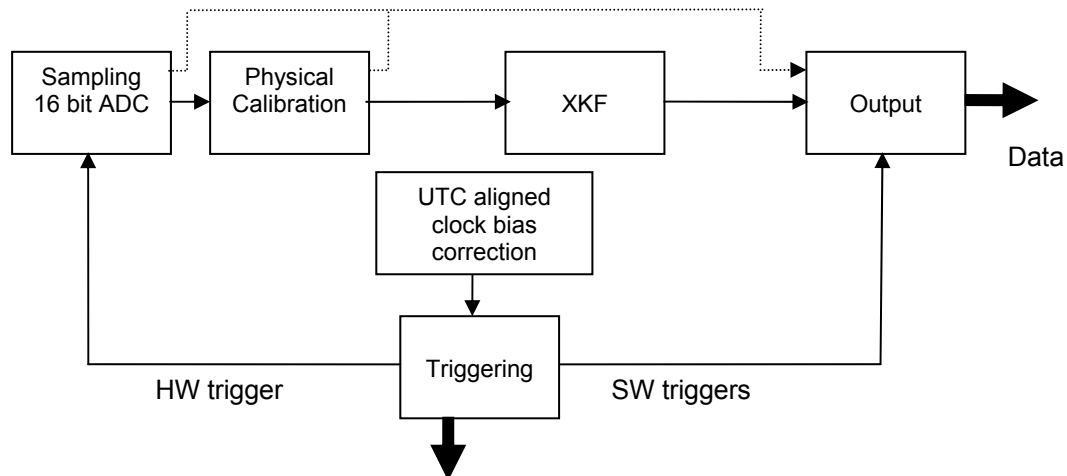 Sampling
16 bit ADC
Physical
Calibration
XKF
Output
Data
UTC aligned
clock bias
correction
Triggering
HW trigger
SW triggers